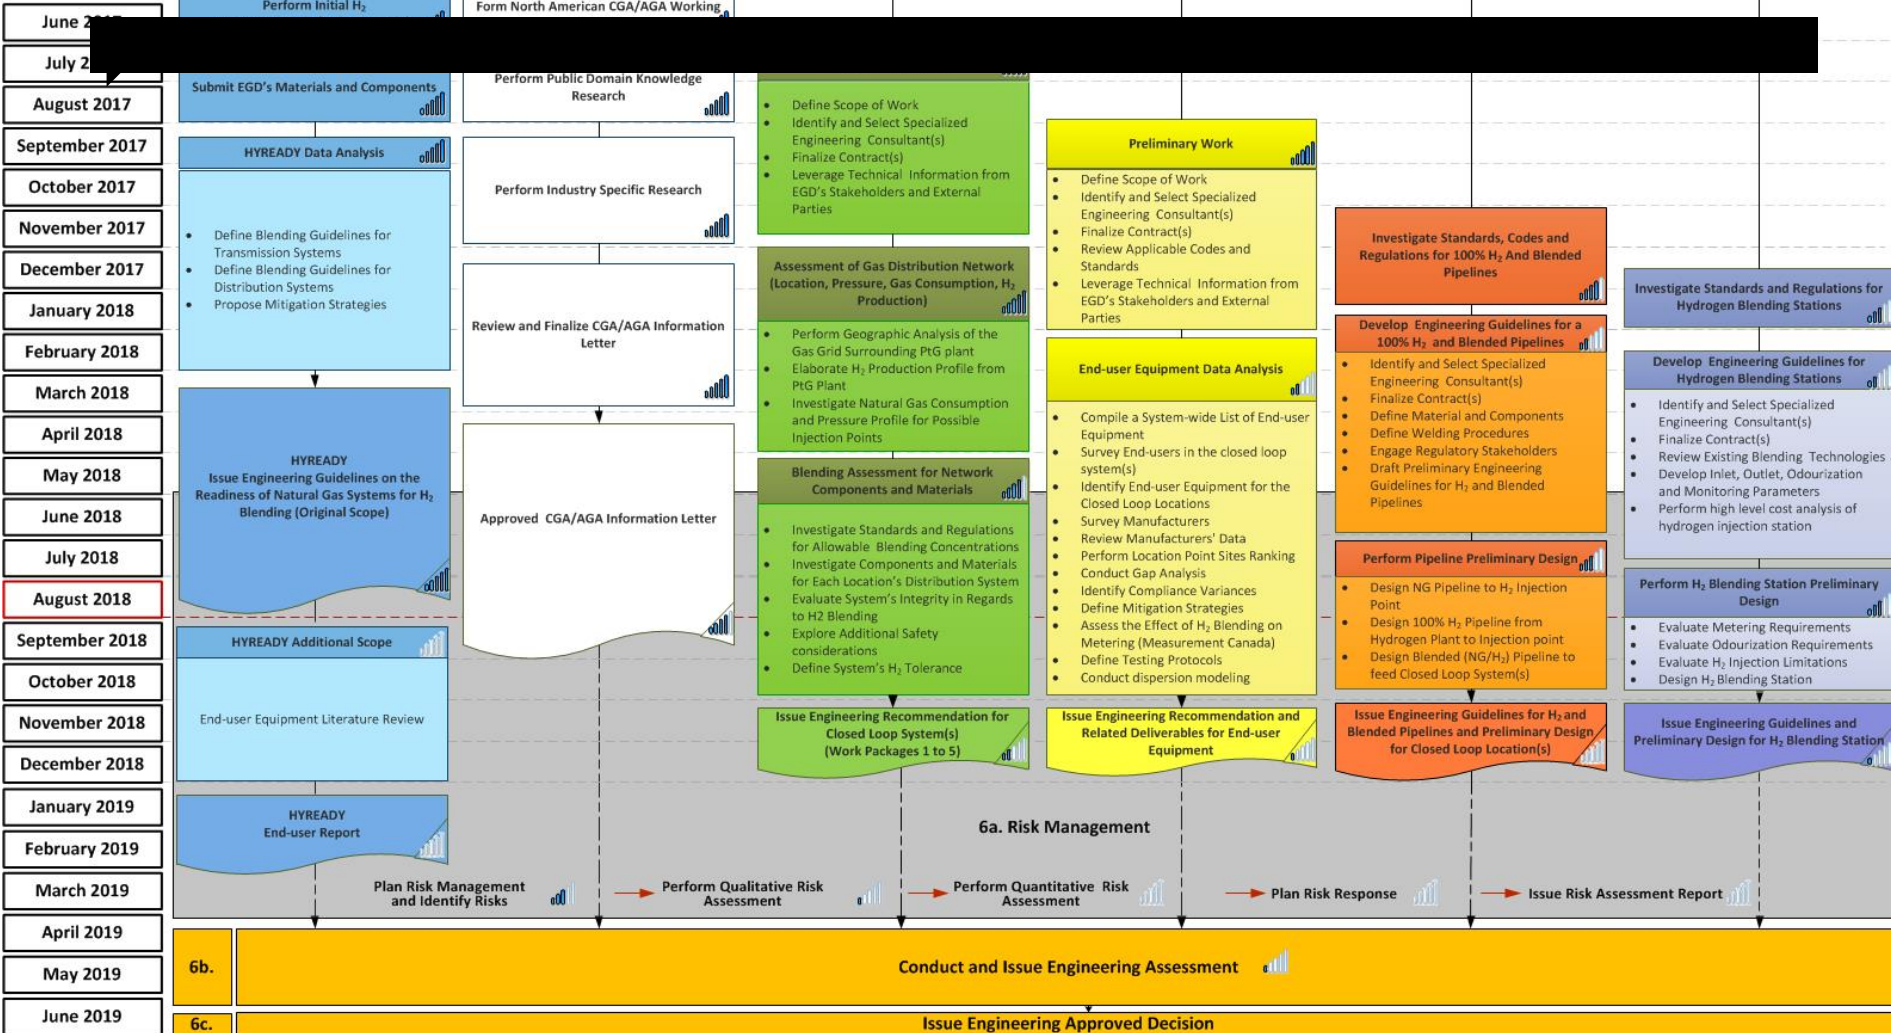 June 2
July 2
August 2017
September 2017
October 2017
November 2017
December 2017
January 2018
February 2018
March 2018
April 2018
May 2018
June 2018
July 2018
August 2018
September 2018
October 2018
November 2018
December 2018
January 2019
February 2019
March 2019
April 2019
May 2019
June 2019
Perform Initial H₂
Submit EGD's Materials and Components
HYREADY Data Analysis
• Define Blending Guidelines for
Transmission Systems
• Define Blending Guidelines for
Distribution Systems
• Propose Mitigation Strategies
HYREADY
Issue Engineering Guidelines on the
Readiness of Natural Gas Systems for H₂
Blending (Original Scope)
HYREADY Additional Scope
End-user Equipment Literature Review
HYREADY
End-user Report
Form North American CGA/AGA Working
Perform Public Domain Knowledge
Research
Perform Industry Specific Research
Review and Finalize CGA/AGA Information
Letter
Approved CGA/AGA Information Letter
• Define Scope of Work
• Identify and Select Specialized
Engineering Consultant(s)
• Finalize Contract(s)
• Leverage Technical Information from
EGD's Stakeholders and External
Parties
Assessment of Gas Distribution Network
(Location, Pressure, Gas Consumption, H₂
Production)
• Perform Geographic Analysis of the
Gas Grid Surrounding PtG plant
• Elaborate H₂ Production Profile from
PtG Plant
• Investigate Natural Gas Consumption
and Pressure Profile for Possible
Injection Points
Blending Assessment for Network
Components and Materials
• Investigate Standards and Regulations
for Allowable Blending Concentrations
• Investigate Components and Materials
for Each Location's Distribution System
• Evaluate System's Integrity in Regards
to H2 Blending
• Explore Additional Safety
considerations
• Define System's H₂ Tolerance
Issue Engineering Recommendation for
Closed Loop System(s)
(Work Packages 1 to 5)
Preliminary Work
• Define Scope of Work
• Identify and Select Specialized
Engineering Consultant(s)
• Finalize Contract(s)
• Review Applicable Codes and
Standards
• Leverage Technical Information from
EGD's Stakeholders and External
Parties
End-user Equipment Data Analysis
• Compile a System-wide List of End-user
Equipment
• Survey End-users in the closed loop
system(s)
• Identify End-user Equipment for the
Closed Loop Locations
• Survey Manufacturers
• Review Manufacturers' Data
• Perform Location Point Sites Ranking
• Conduct Gap Analysis
• Identify Compliance Variances
• Define Mitigation Strategies
• Assess the Effect of H₂ Blending on
Metering (Measurement Canada)
• Define Testing Protocols
• Conduct dispersion modeling
Issue Engineering Recommendation and
Related Deliverables for End-user
Equipment
Investigate Standards, Codes and
Regulations for 100% H₂ And Blended
Pipelines
Develop Engineering Guidelines for a
100% H₂ and Blended Pipelines
• Identify and Select Specialized
Engineering Consultant(s)
• Finalize Contract(s)
• Define Material and Components
• Define Welding Procedures
• Engage Regulatory Stakeholders
• Draft Preliminary Engineering
Guidelines for H₂ and Blended
Pipelines
Perform Pipeline Preliminary Design
• Design NG Pipeline to H₂ Injection
Point
• Design 100% H₂ Pipeline from
Hydrogen Plant to Injection point
• Design Blended (NG/H₂) Pipeline to
feed Closed Loop System(s)
Issue Engineering Guidelines for H₂ and
Blended Pipelines and Preliminary Design
for Closed Loop Location(s)
Investigate Standards and Regulations for
Hydrogen Blending Stations
Develop Engineering Guidelines for
Hydrogen Blending Stations
• Identify and Select Specialized
Engineering Consultant(s)
• Finalize Contract(s)
• Review Existing Blending Technologies
• Develop Inlet, Outlet, Odourization
and Monitoring Parameters
• Perform high level cost analysis of
hydrogen injection station
Perform H₂ Blending Station Preliminary
Design
• Evaluate Metering Requirements
• Evaluate Odourization Requirements
• Evaluate H₂ Injection Limitations
• Design H₂ Blending Station
Issue Engineering Guidelines and
Preliminary Design for H₂ Blending Station
6a. Risk Management
Plan Risk Management
and Identify Risks
Perform Qualitative Risk
Assessment
Perform Quantitative Risk
Assessment
Plan Risk Response
Issue Risk Assessment Report
6b.
Conduct and Issue Engineering Assessment
6c.
Issue Engineering Approved Decision